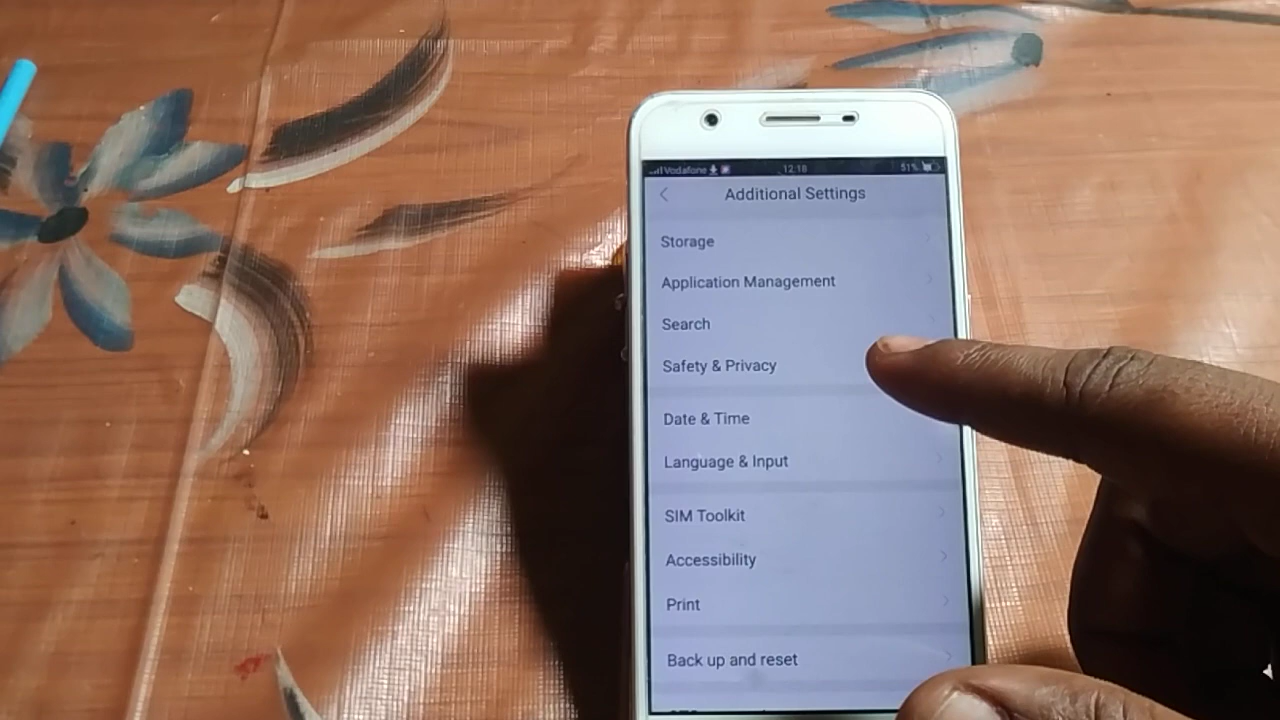 Vodafone 12:18 51%
Additional Settings
Storage
Application Management
Search
Safety & Privacy
Date & Time
Language & Input
SIM Toolkit
Accessibility
Print
Back up and reset